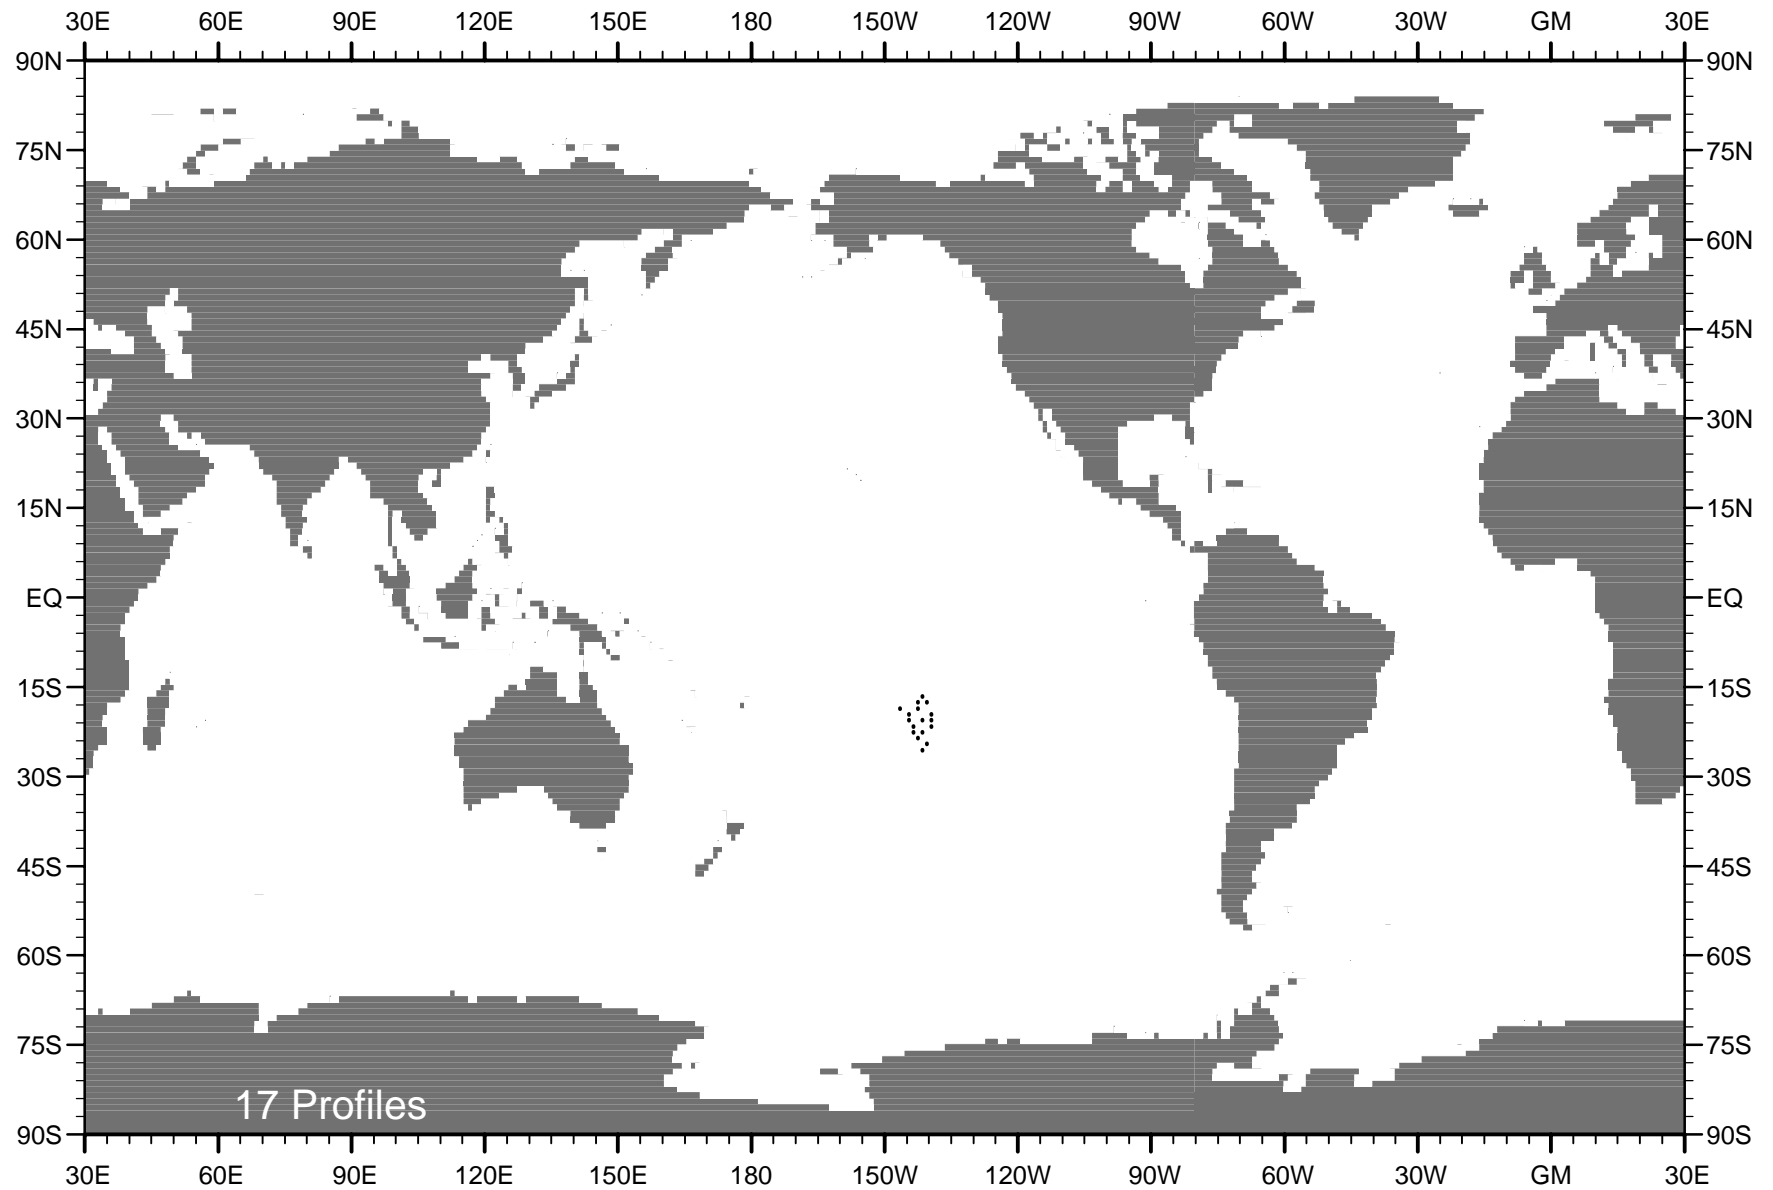 30E 60E 90E 120E 150E 180 150W 120W 90W 60W 30W GM 30E
90N 90N
75N 75N
60N 60N
45N 45N
30N 30N
15N 15N
EQ EQ
15S 15S
30S 30S
45S 45S
60S 60S
75S 75S
17 Profiles
90S 90S
30E 60E 90E 120E 150E 180 150W 120W 90W 60W 30W GM 30E